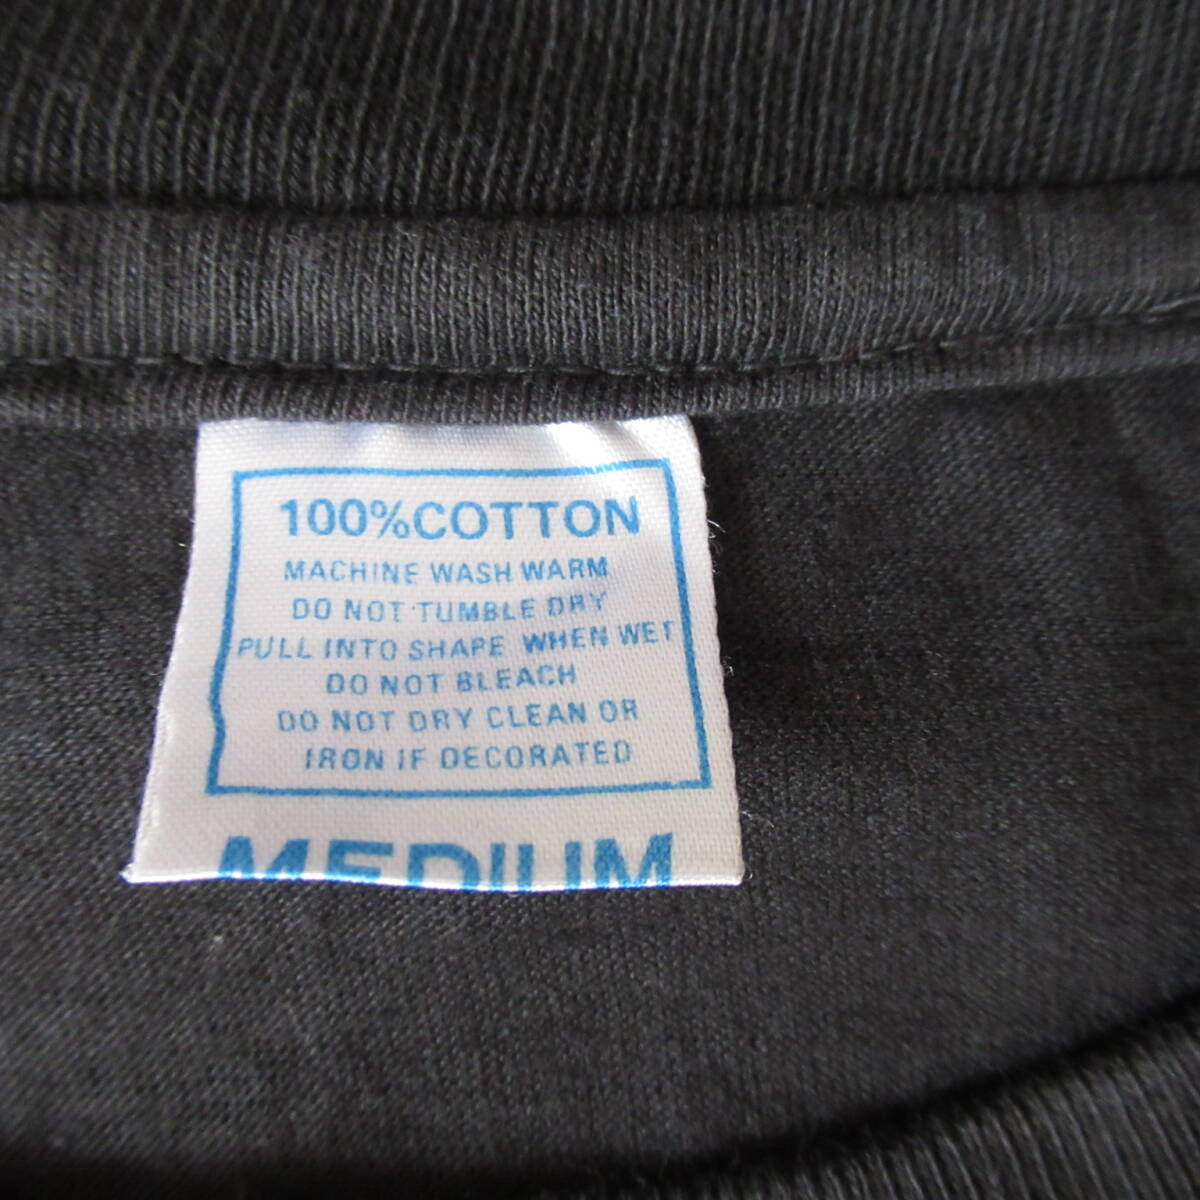 100%COTTON
MACHINE WASH WARM
DO NOT TUMBLE DRY
PULL INTO SHAPE WHEN WET
DO NOT BLEACH
DO NOT DRY CLEAN OR
IRON IF DECORATED
MEDIUM